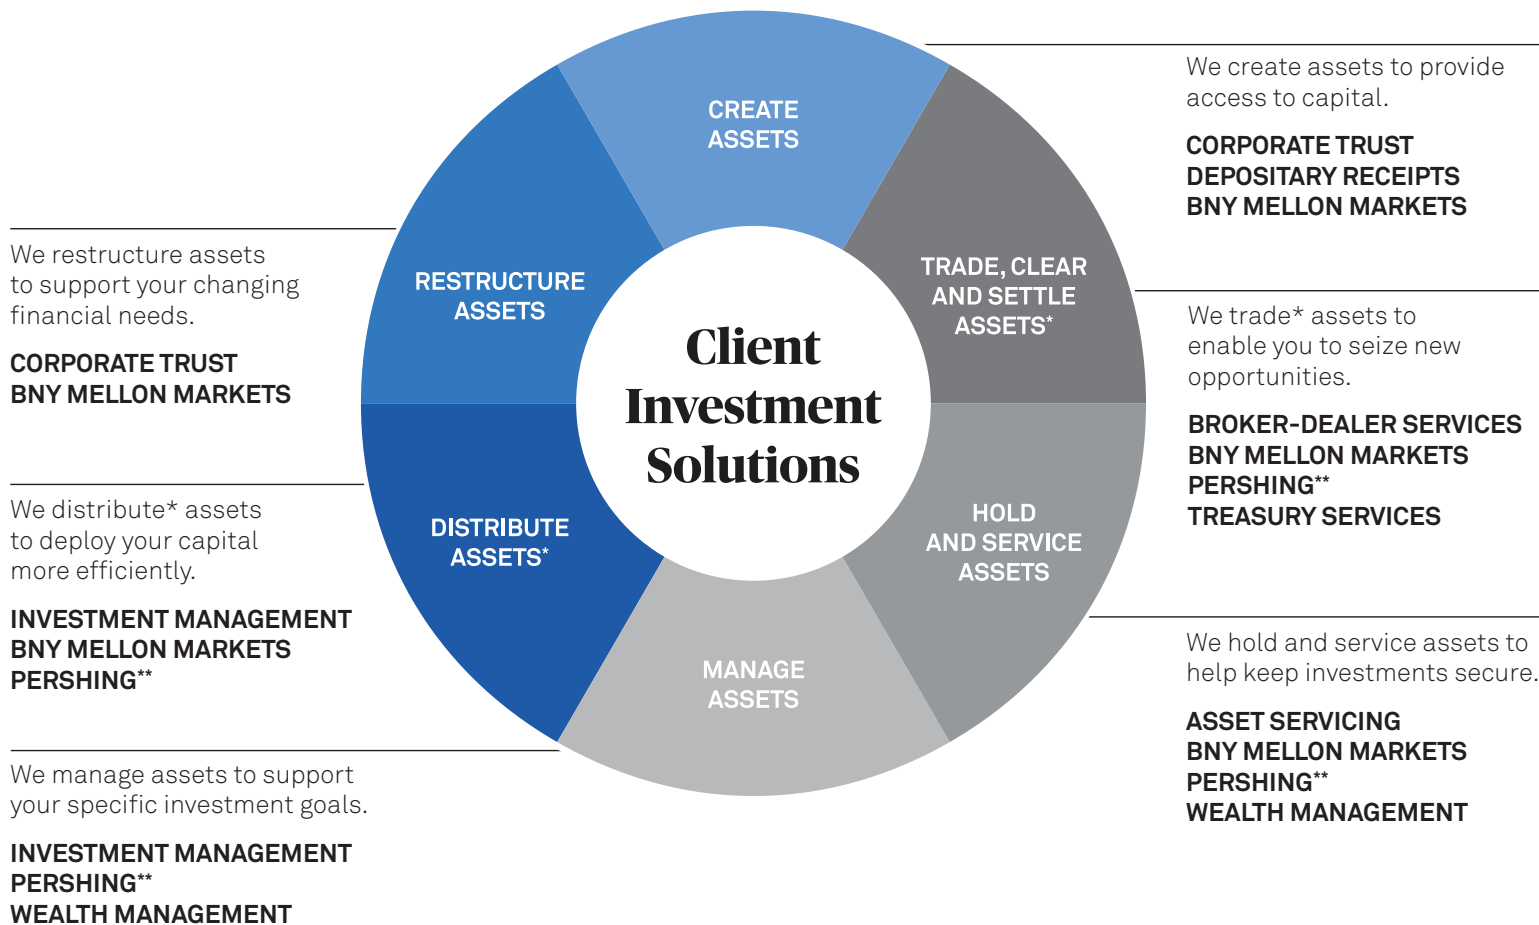 CREATE
ASSETS
TRADE, CLEAR
AND SETTLE
ASSETS*
HOLD
AND SERVICE
ASSETS
MANAGE
ASSETS
DISTRIBUTE
ASSETS*
RESTRUCTURE
ASSETS
Client
Investment
Solutions
We create assets to provide
access to capital.
CORPORATE TRUST
DEPOSITARY RECEIPTS
BNY MELLON MARKETS
We trade* assets to
enable you to seize new
opportunities.
BROKER-DEALER SERVICES
BNY MELLON MARKETS
PERSHING**
TREASURY SERVICES
We hold and service assets to
help keep investments secure.
ASSET SERVICING
BNY MELLON MARKETS
PERSHING**
WEALTH MANAGEMENT
We manage assets to support
your specific investment goals.
INVESTMENT MANAGEMENT
PERSHING**
WEALTH MANAGEMENT
We distribute* assets
to deploy your capital
more efficiently.
INVESTMENT MANAGEMENT
BNY MELLON MARKETS
PERSHING**
We restructure assets
to support your changing
financial needs.
CORPORATE TRUST
BNY MELLON MARKETS